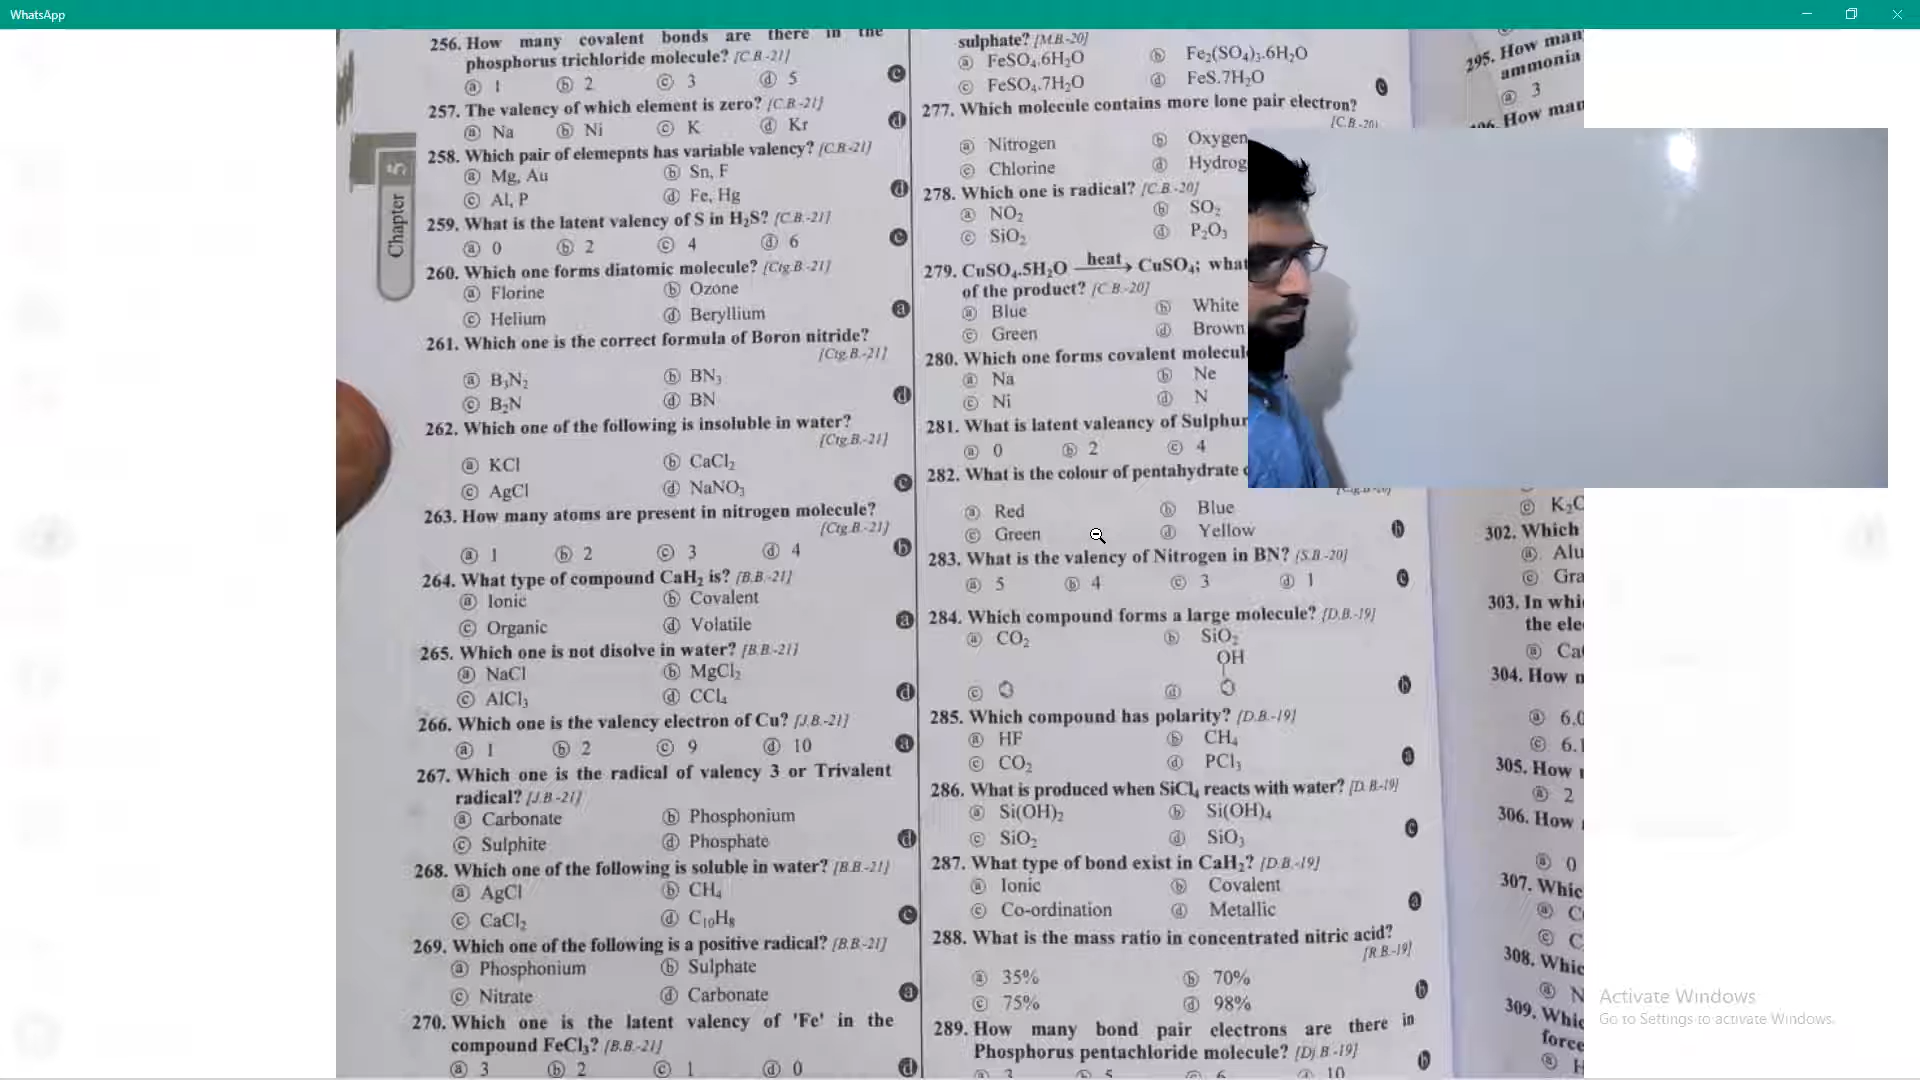 WhatsApp
256. How many covalent bonds are there in the
phosphorus trichloride molecule? [C.B.-21]
ⓐ 1 ⓑ 2 ⓒ 3 ⓓ 5 ⓒ
257. The valency of which element is zero? [C.B.-21]
ⓐ Na ⓑ Ni ⓒ K ⓓ Kr ⓓ
258. Which pair of elemepnts has variable valency? [C.B.-21]
ⓐ Mg, Au ⓑ Sn, F
ⓒ Al, P ⓓ Fe, Hg ⓓ
Chapter 5
259. What is the latent valency of S in H₂S? [C.B.-21]
ⓐ 0 ⓑ 2 ⓒ 4 ⓓ 6 ⓒ
260. Which one forms diatomic molecule? [Ctg.B.-21]
ⓐ Florine ⓑ Ozone
ⓒ Helium ⓓ Beryllium ⓐ
261. Which one is the correct formula of Boron nitride?
[Ctg.B.-21]
ⓐ B₃N₂ ⓑ BN₃
ⓒ B₂N ⓓ BN ⓓ
262. Which one of the following is insoluble in water?
[Ctg.B.-21]
ⓐ KCl ⓑ CaCl₂
ⓒ AgCl ⓓ NaNO₃ ⓒ
263. How many atoms are present in nitrogen molecule?
[Ctg.B.-21]
ⓐ 1 ⓑ 2 ⓒ 3 ⓓ 4 ⓑ
264. What type of compound CaH₂ is? [B.B.-21]
ⓐ Ionic ⓑ Covalent
ⓒ Organic ⓓ Volatile ⓐ
265. Which one is not disolve in water? [B.B.-21]
ⓐ NaCl ⓑ MgCl₂
ⓒ AlCl₃ ⓓ CCl₄ ⓓ
266. Which one is the valency electron of Cu? [J.B.-21]
ⓐ 1 ⓑ 2 ⓒ 9 ⓓ 10 ⓐ
267. Which one is the radical of valency 3 or Trivalent
radical? [J.B.-21]
ⓐ Carbonate ⓑ Phosphonium
ⓒ Sulphite ⓓ Phosphate ⓓ
268. Which one of the following is soluble in water? [B.B.-21]
ⓐ AgCl ⓑ CH₄
ⓒ CaCl₂ ⓓ C₁₀H₈ ⓒ
269. Which one of the following is a positive radical? [B.B.-21]
ⓐ Phosphonium ⓑ Sulphate
ⓒ Nitrate ⓓ Carbonate ⓐ
270. Which one is the latent valency of 'Fe' in the
compound FeCl₃? [B.B.-21]
ⓐ 3 ⓑ 2 ⓒ 1 ⓓ 0 ⓓ
sulphate? [M.B.-20]
ⓐ FeSO₄.6H₂O ⓑ Fe₂(SO₄)₃.6H₂O
ⓒ FeSO₄.7H₂O ⓓ FeS.7H₂O ⓒ
277. Which molecule contains more lone pair electron?
[C.B.-20]
ⓐ Nitrogen ⓑ Oxygen
ⓒ Chlorine ⓓ Hydrog
278. Which one is radical? [C.B.-20]
ⓐ NO₂ ⓑ SO₂
ⓒ SiO₂ ⓓ P₂O₃
279. CuSO₄.5H₂O heat→ CuSO₄; what
of the product? [C.B.-20]
ⓐ Blue ⓑ White
ⓒ Green ⓓ Brown
280. Which one forms covalent molecul
ⓐ Na ⓑ Ne
ⓒ Ni ⓓ N
281. What is latent valeancy of Sulphur
ⓐ 0 ⓑ 2 ⓒ 4
282. What is the colour of pentahydrate
ⓐ Red ⓑ Blue
ⓒ Green ⓓ Yellow ⓑ
283. What is the valency of Nitrogen in BN? [S.B.-20]
ⓐ 5 ⓑ 4 ⓒ 3 ⓓ 1 ⓒ
284. Which compound forms a large molecule? [D.B.-19]
ⓐ CO₂ ⓑ SiO₂
OH
ⓒ ⓓ ⓑ
285. Which compound has polarity? [D.B.-19]
ⓐ HF ⓑ CH₄
ⓒ CO₂ ⓓ PCl₃ ⓐ
286. What is produced when SiCl₄ reacts with water? [D.B.-19]
ⓐ Si(OH)₂ ⓑ Si(OH)₄
ⓒ SiO₂ ⓓ SiO₃ ⓒ
287. What type of bond exist in CaH₂? [D.B.-19]
ⓐ Ionic ⓑ Covalent
ⓒ Co-ordination ⓓ Metallic ⓐ
288. What is the mass ratio in concentrated nitric acid?
[R.B.-19]
ⓐ 35% ⓑ 70%
ⓒ 75% ⓓ 98% ⓑ
289. How many bond pair electrons are there in
Phosphorus pentachloride molecule? [Dj.B.-19]
ⓐ 3 ⓑ 5 ⓒ 6 ⓓ 10 ⓑ
295. How man
ammonia
ⓐ 3
How man
ⓒ K₂C
302. Which
ⓐ Alu
ⓒ Gra
303. In whi
the ele
ⓐ Ca
304. How n
ⓐ 6.0
ⓒ 6.1
305. How
ⓐ 2
306. How
ⓐ 0
307. Whic
ⓐ C
ⓒ C
308. Whic
ⓐ N
309. Whic
force
ⓐ H
Activate Windows
Go to Settings to activate Windows.